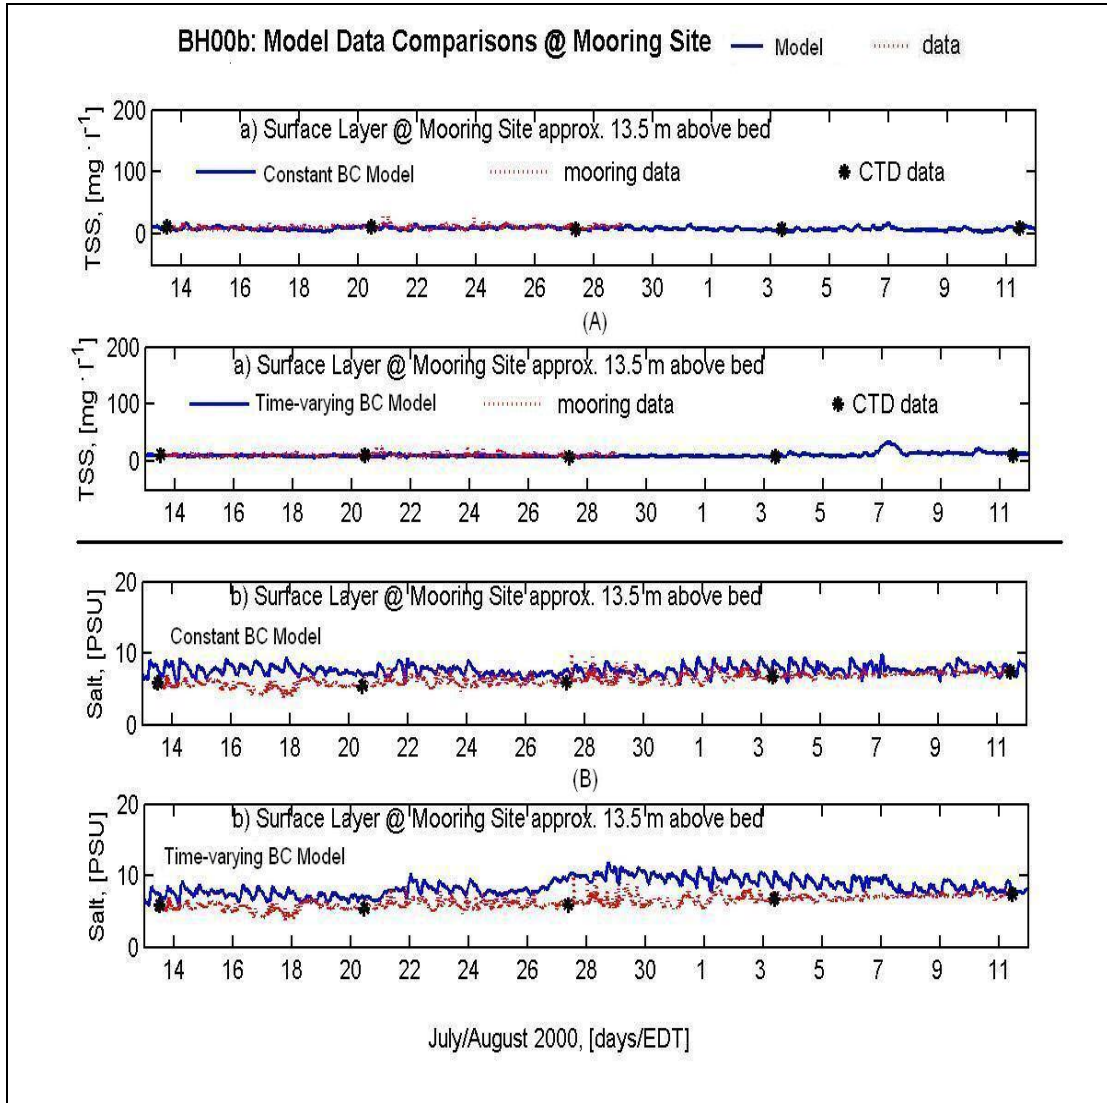 BH00b: Model Data Comparisons @ Mooring Site Model data
a) Surface Layer @ Mooring Site approx. 13.5 m above bed
Constant BC Model mooring data * CTD data
TSS, [mg · l⁻¹]
200
100
0
14 16 18 20 22 24 26 28 30 1 3 5 7 9 11
(A)
a) Surface Layer @ Mooring Site approx. 13.5 m above bed
Time-varying BC Model mooring data * CTD data
TSS, [mg · l⁻¹]
200
100
0
14 16 18 20 22 24 26 28 30 1 3 5 7 9 11
b) Surface Layer @ Mooring Site approx. 13.5 m above bed
Constant BC Model
Salt, [PSU]
20
10
0
14 16 18 20 22 24 26 28 30 1 3 5 7 9 11
(B)
b) Surface Layer @ Mooring Site approx. 13.5 m above bed
Time-varying BC Model
Salt, [PSU]
20
10
0
14 16 18 20 22 24 26 28 30 1 3 5 7 9 11
July/August 2000, [days/EDT]